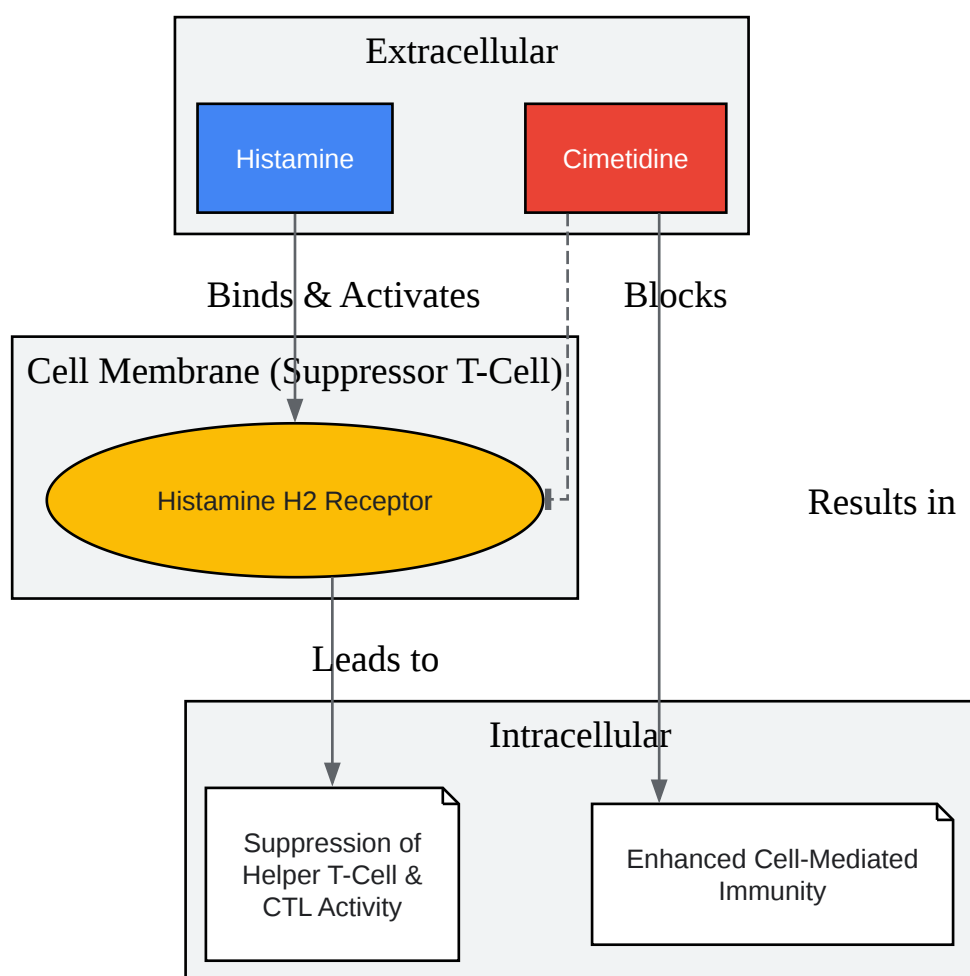 Extracellular
Histamine
Cimetidine
Binds & Activates
Blocks
Cell Membrane (Suppressor T-Cell)
Histamine H2 Receptor
Results in
Leads to
Intracellular
Suppression of
Helper T-Cell &
CTL Activity
Enhanced Cell-Mediated
Immunity